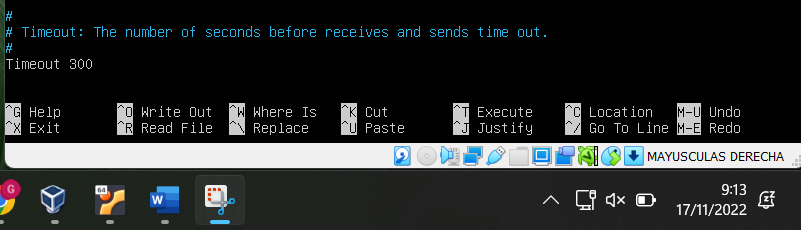 #
# Timeout: The number of seconds before receives and sends time out.
#
Timeout 300
^G Help ^O Write Out ^W Where Is ^K Cut ^T Execute ^C Location M-U Undo
^X Exit ^R Read File ^\ Replace ^U Paste ^J Justify ^/ Go To Line M-E Redo
MAYUSCULAS DERECHA
G 64 W 9:13
17/11/2022